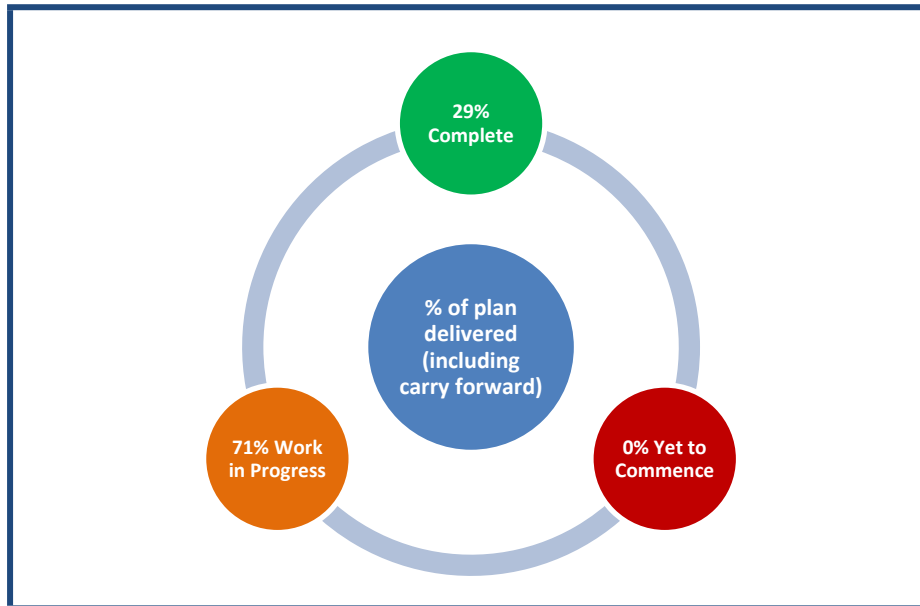 29%
Complete
% of plan
delivered
(including
carry forward)
71% Work
in Progress
0% Yet to
Commence